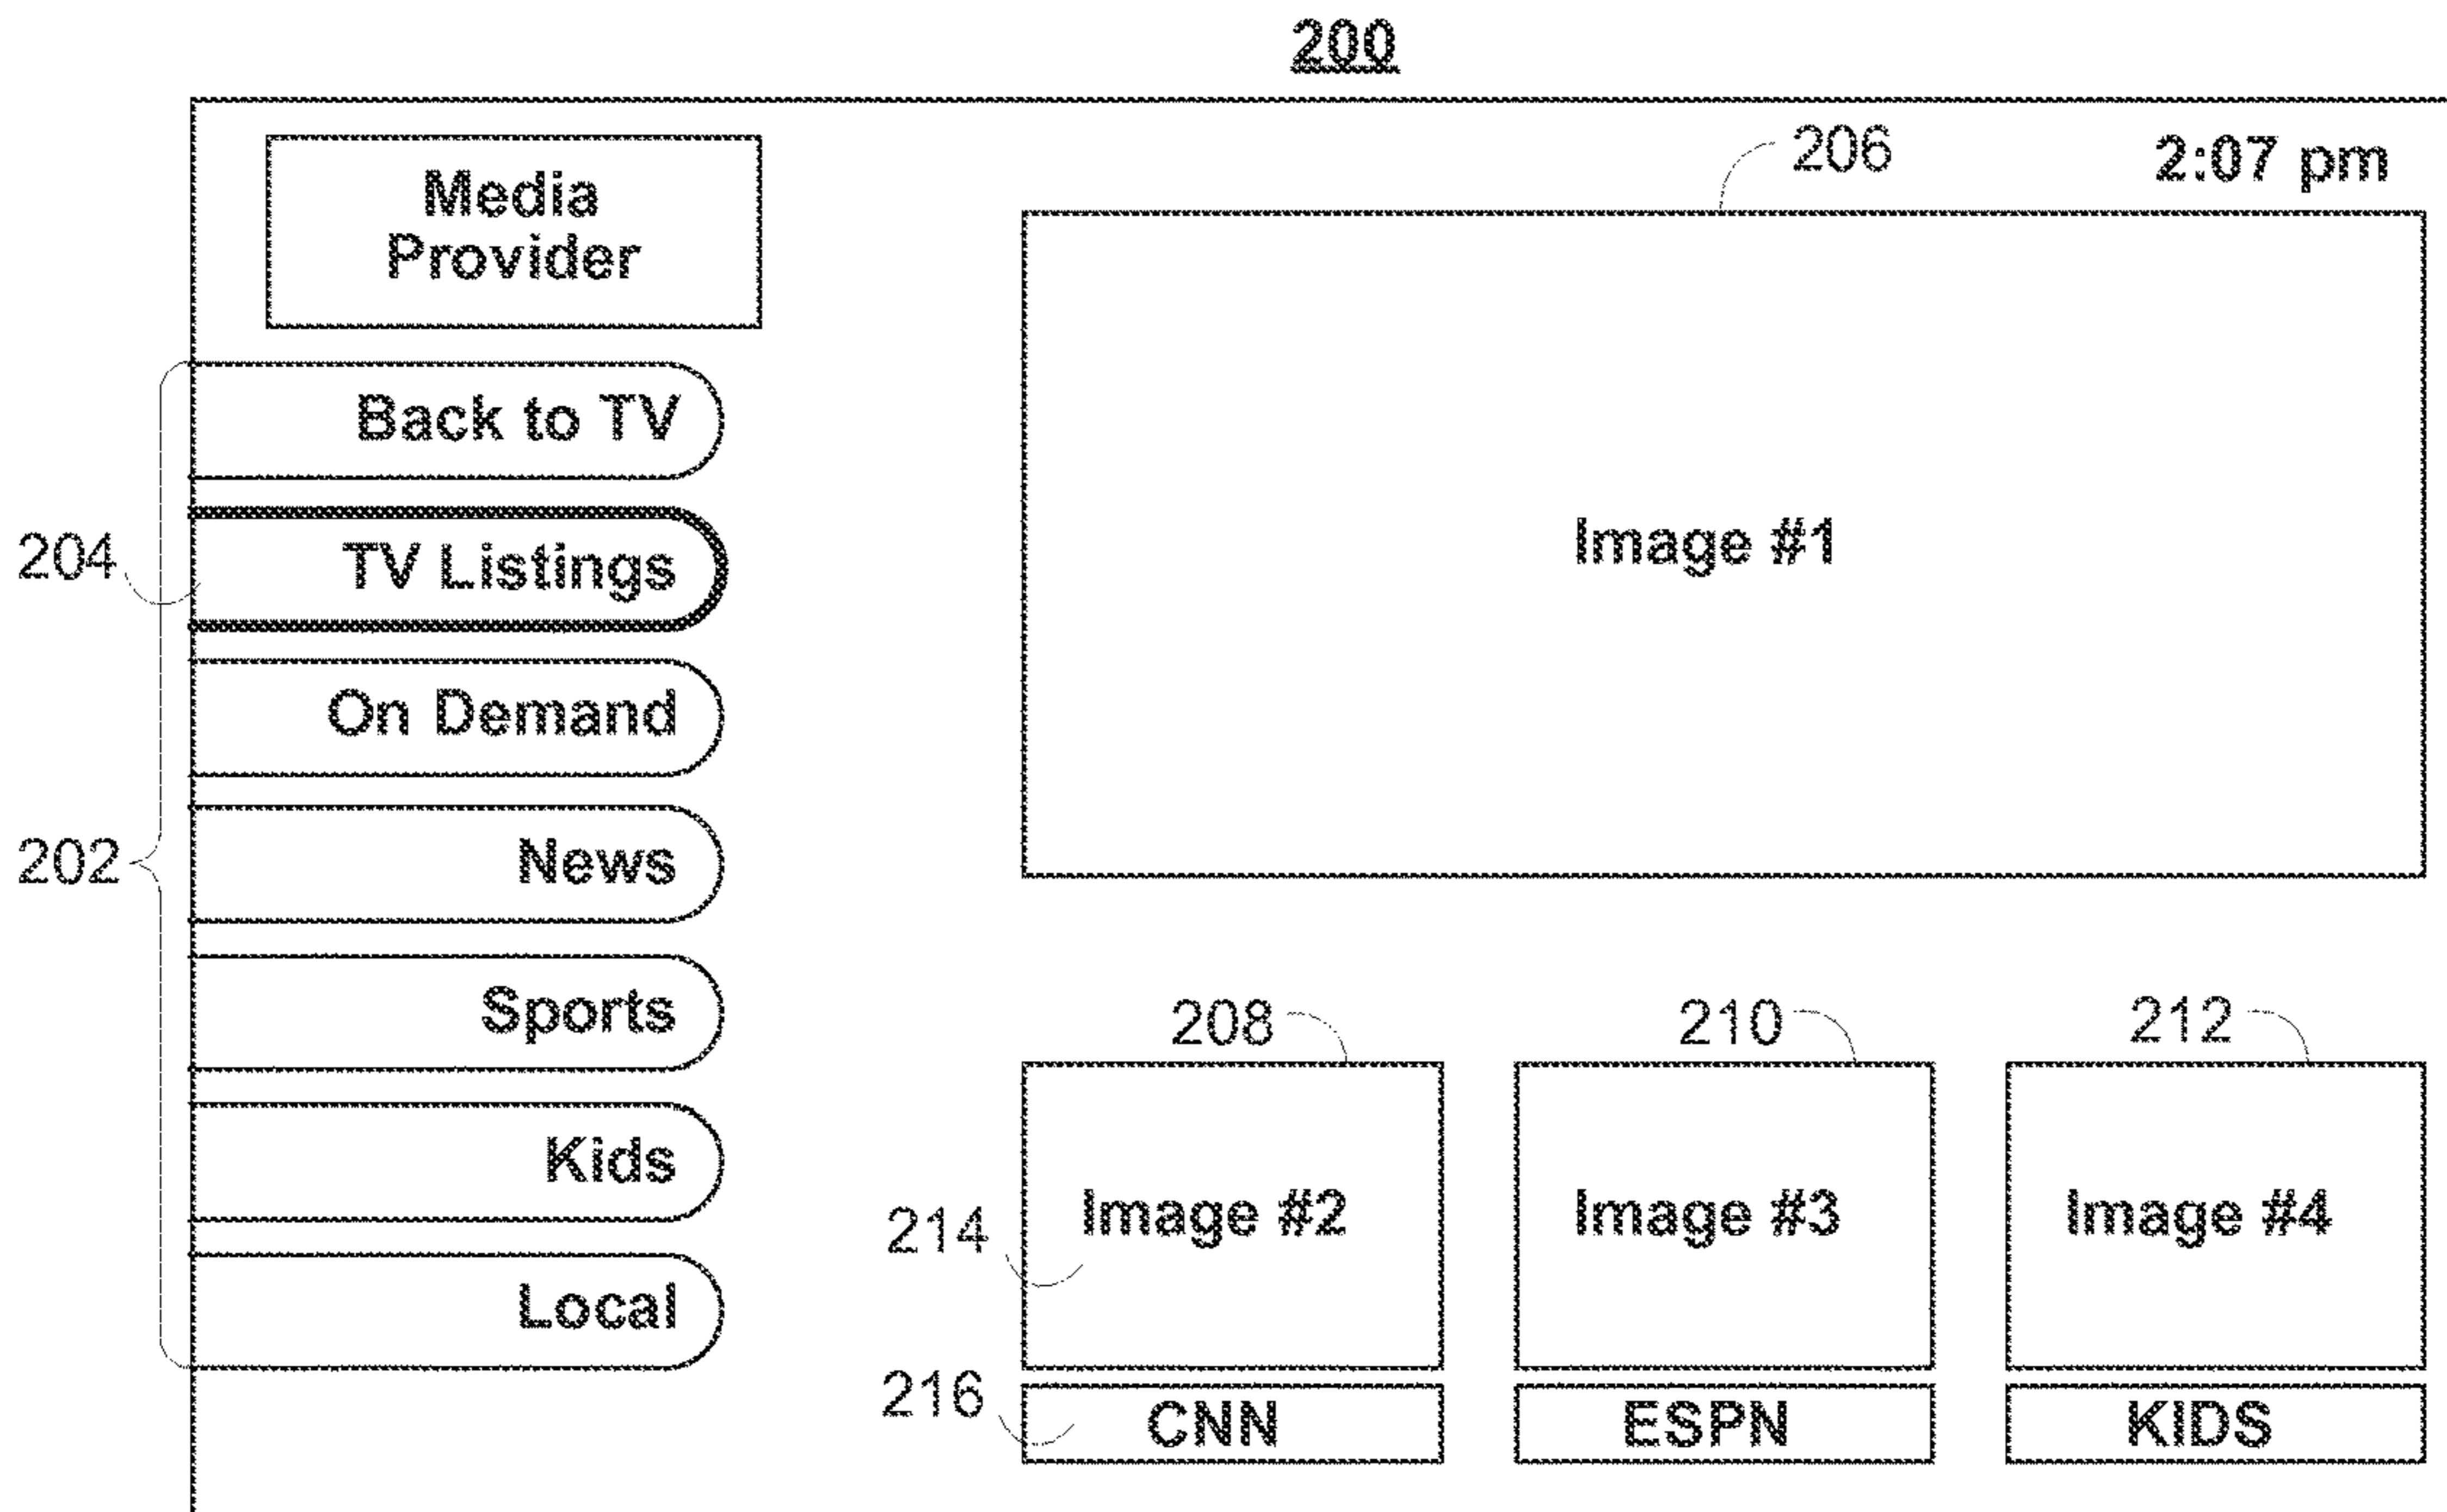 200
206
2:07 pm
Media
Provider
Back to TV
204
TV Listings
Image #1
On Demand
202
News
Sports
208
210
212
Kids
214
Image #2
Image #3
Image #4
Local
216
CNN
ESPN
KIDS